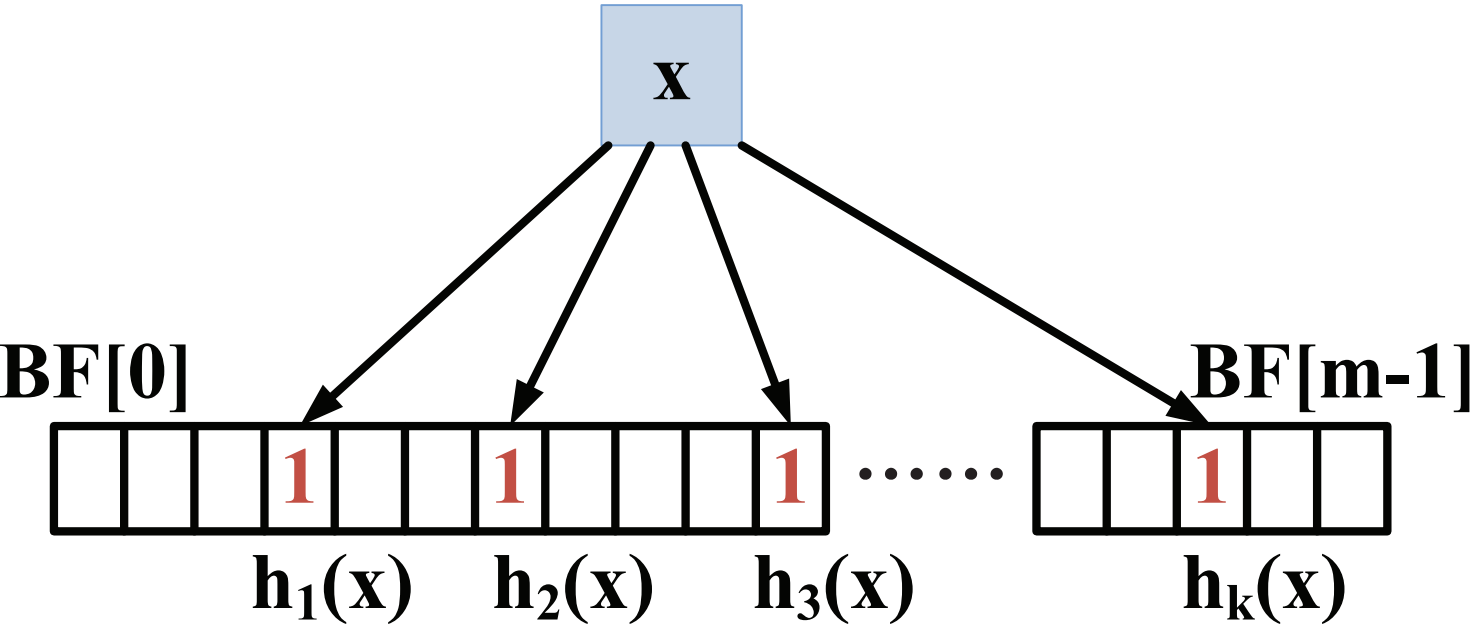 x
BF[0] BF[m-1]
1 1 1 ...... 1
h₁(x) h₂(x) h₃(x) hₖ(x)